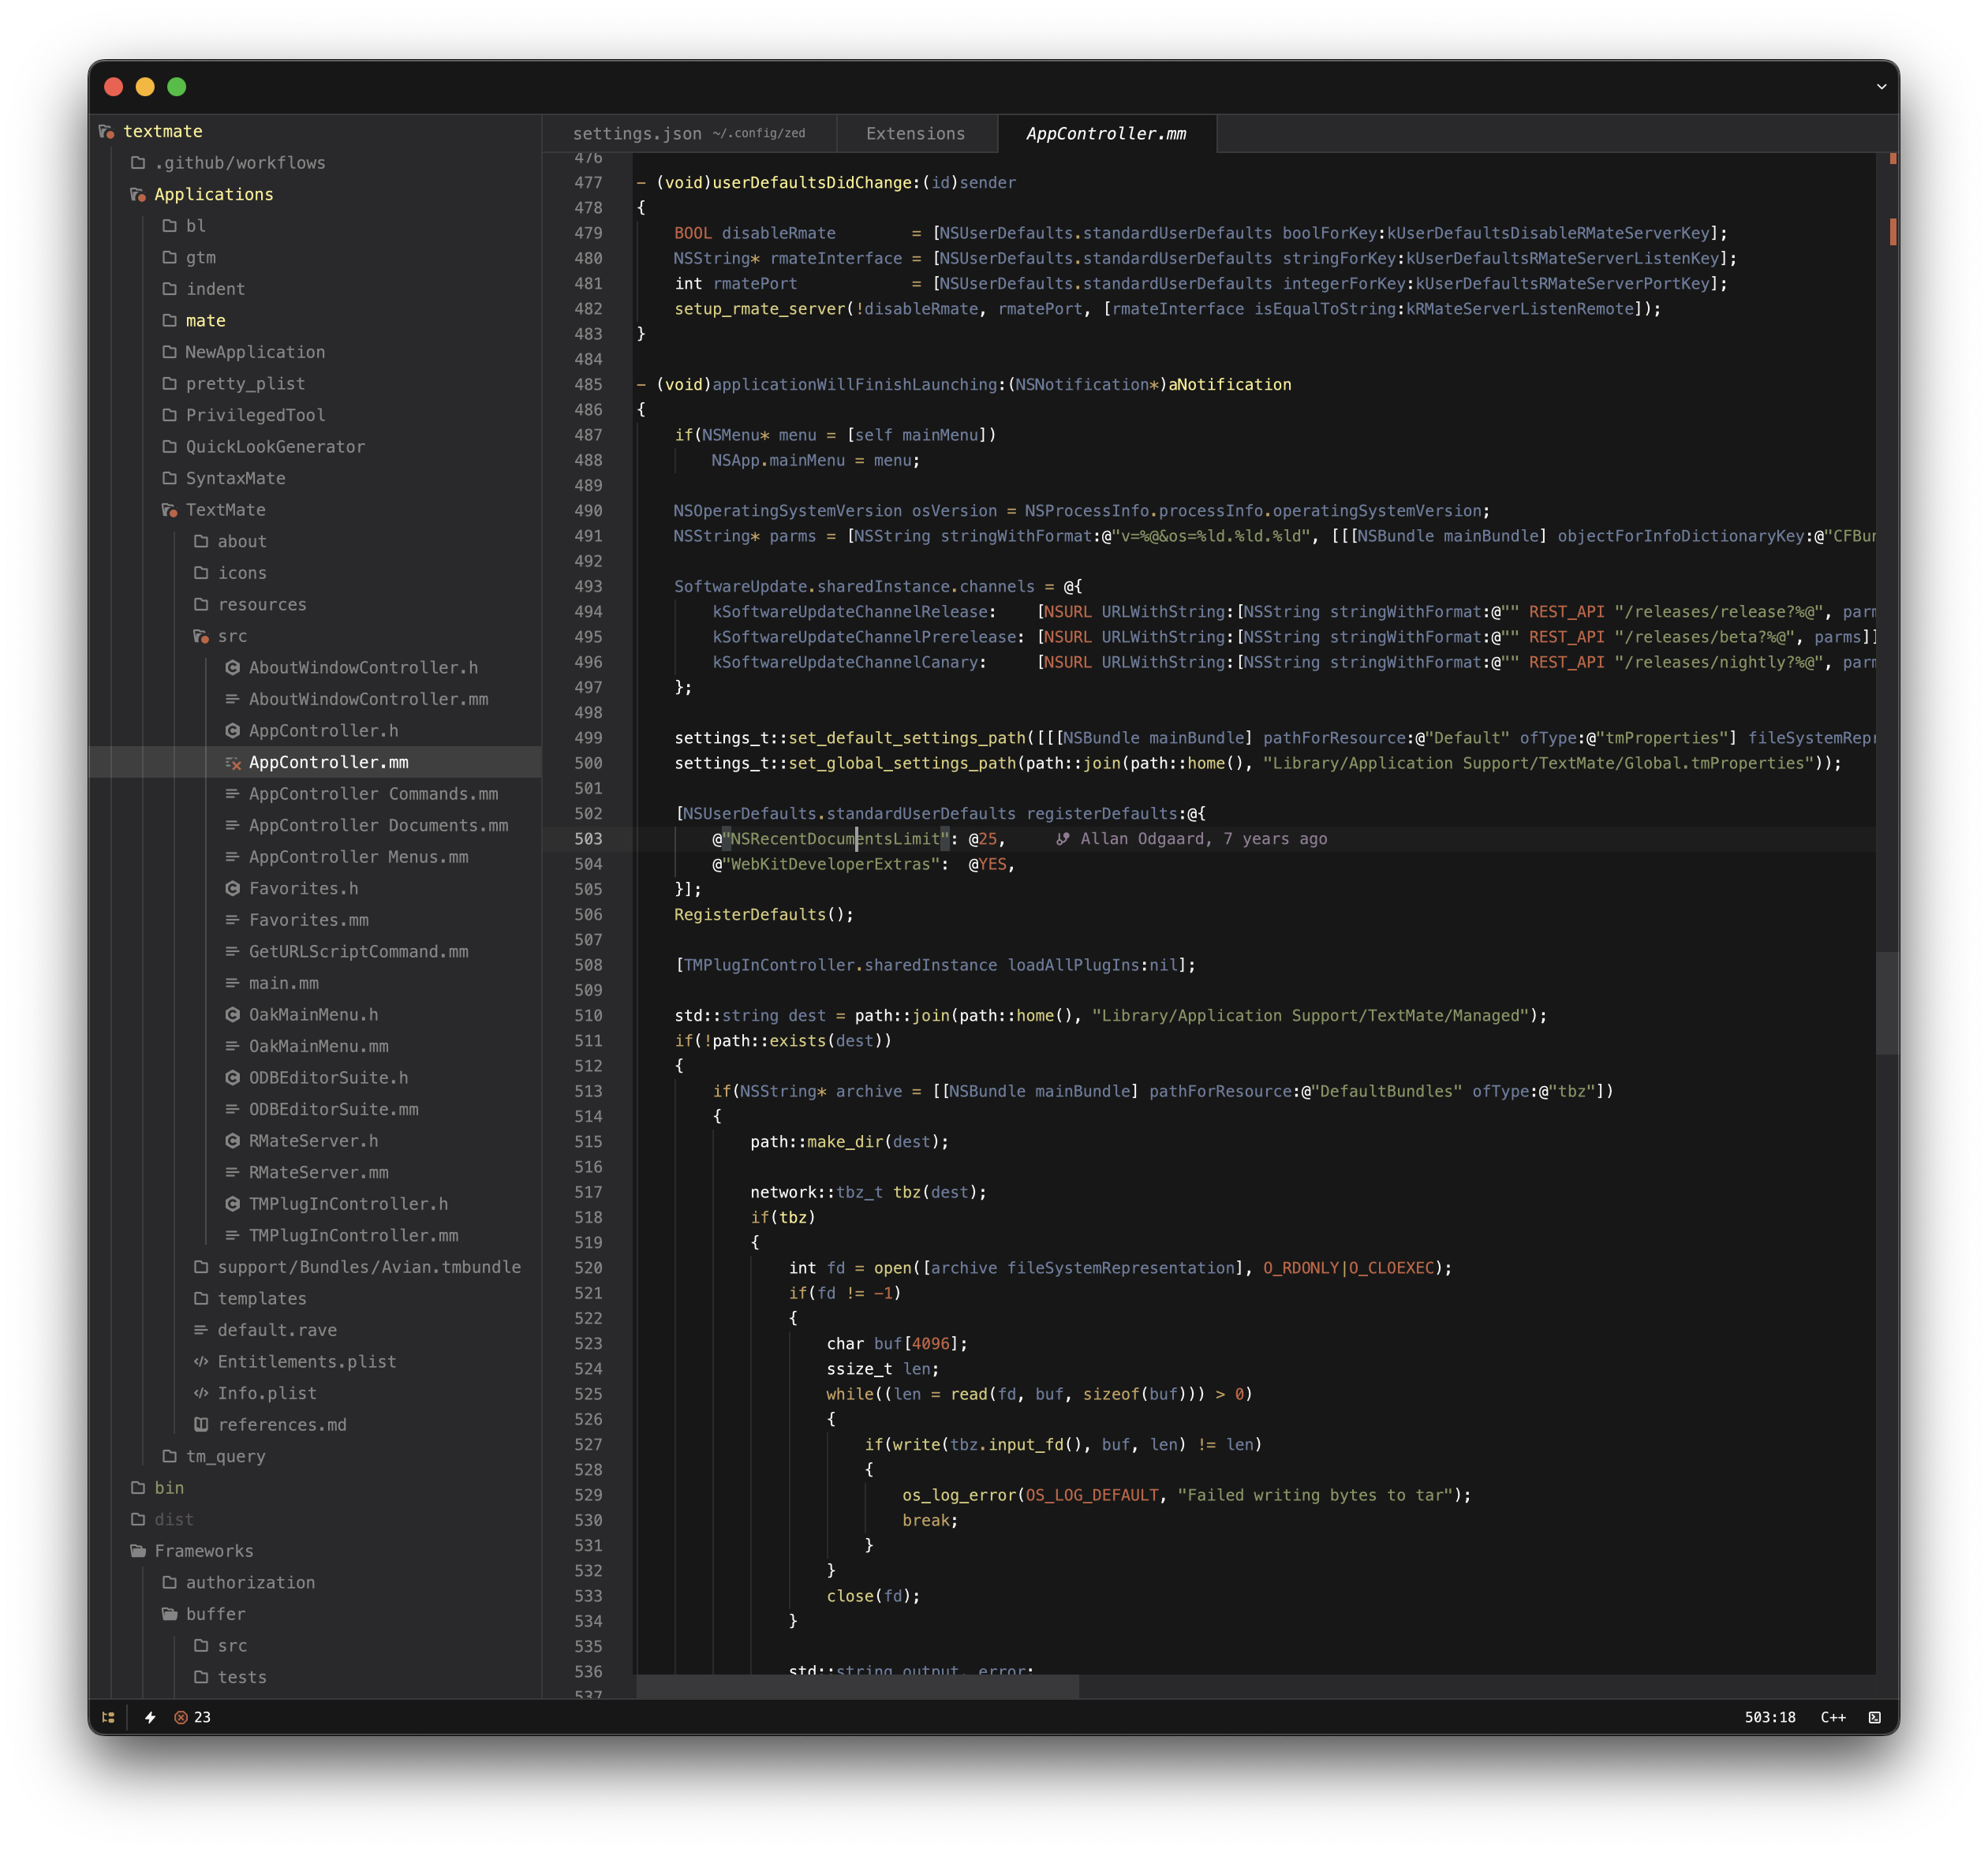 textmate
.github/workflows
Applications
bl
gtm
indent
mate
NewApplication
pretty_plist
PrivilegedTool
QuickLookGenerator
SyntaxMate
TextMate
about
icons
resources
src
AboutWindowController.h
AboutWindowController.mm
AppController.h
AppController.mm
AppController Commands.mm
AppController Documents.mm
AppController Menus.mm
Favorites.h
Favorites.mm
GetURLScriptCommand.mm
main.mm
OakMainMenu.h
OakMainMenu.mm
ODBEditorSuite.h
ODBEditorSuite.mm
RMateServer.h
RMateServer.mm
TMPlugInController.h
TMPlugInController.mm
support/Bundles/Avian.tmbundle
templates
default.rave
Entitlements.plist
Info.plist
references.md
tm_query
bin
dist
Frameworks
authorization
buffer
src
tests
settings.json ~/.config/zed Extensions AppController.mm
476
477 - (void)userDefaultsDidChange:(id)sender
478 {
479     BOOL disableRmate        = [NSUserDefaults.standardUserDefaults boolForKey:kUserDefaultsDisableRMateServerKey];
480     NSString* rmateInterface = [NSUserDefaults.standardUserDefaults stringForKey:kUserDefaultsRMateServerListenKey];
481     int rmatePort            = [NSUserDefaults.standardUserDefaults integerForKey:kUserDefaultsRMateServerPortKey];
482     setup_rmate_server(!disableRmate, rmatePort, [rmateInterface isEqualToString:kRMateServerListenRemote]);
483 }
484
485 - (void)applicationWillFinishLaunching:(NSNotification*)aNotification
486 {
487     if(NSMenu* menu = [self mainMenu])
488         NSApp.mainMenu = menu;
489
490     NSOperatingSystemVersion osVersion = NSProcessInfo.processInfo.operatingSystemVersion;
491     NSString* parms = [NSString stringWithFormat:@"v=%@&os=%ld.%ld.%ld", [[[NSBundle mainBundle] objectForInfoDictionaryKey:@"CFBun
492
493     SoftwareUpdate.sharedInstance.channels = @{
494         kSoftwareUpdateChannelRelease:    [NSURL URLWithString:[NSString stringWithFormat:@"" REST_API "/releases/release?%@", parm
495         kSoftwareUpdateChannelPrerelease: [NSURL URLWithString:[NSString stringWithFormat:@"" REST_API "/releases/beta?%@", parms]]
496         kSoftwareUpdateChannelCanary:     [NSURL URLWithString:[NSString stringWithFormat:@"" REST_API "/releases/nightly?%@", parm
497     };
498
499     settings_t::set_default_settings_path([[[NSBundle mainBundle] pathForResource:@"Default" ofType:@"tmProperties"] fileSystemRepr
500     settings_t::set_global_settings_path(path::join(path::home(), "Library/Application Support/TextMate/Global.tmProperties"));
501
502     [NSUserDefaults.standardUserDefaults registerDefaults:@{
503         @"NSRecentDocumentsLimit": @25,     Allan Odgaard, 7 years ago
504         @"WebKitDeveloperExtras":  @YES,
505     }];
506     RegisterDefaults();
507
508     [TMPlugInController.sharedInstance loadAllPlugIns:nil];
509
510     std::string dest = path::join(path::home(), "Library/Application Support/TextMate/Managed");
511     if(!path::exists(dest))
512     {
513         if(NSString* archive = [[NSBundle mainBundle] pathForResource:@"DefaultBundles" ofType:@"tbz"])
514         {
515             path::make_dir(dest);
516
517             network::tbz_t tbz(dest);
518             if(tbz)
519             {
520                 int fd = open([archive fileSystemRepresentation], O_RDONLY|O_CLOEXEC);
521                 if(fd != -1)
522                 {
523                     char buf[4096];
524                     ssize_t len;
525                     while((len = read(fd, buf, sizeof(buf))) > 0)
526                     {
527                         if(write(tbz.input_fd(), buf, len) != len)
528                         {
529                             os_log_error(OS_LOG_DEFAULT, "Failed writing bytes to tar");
530                             break;
531                         }
532                     }
533                     close(fd);
534                 }
535
536                 std::string output, error;
537
23 503:18 C++